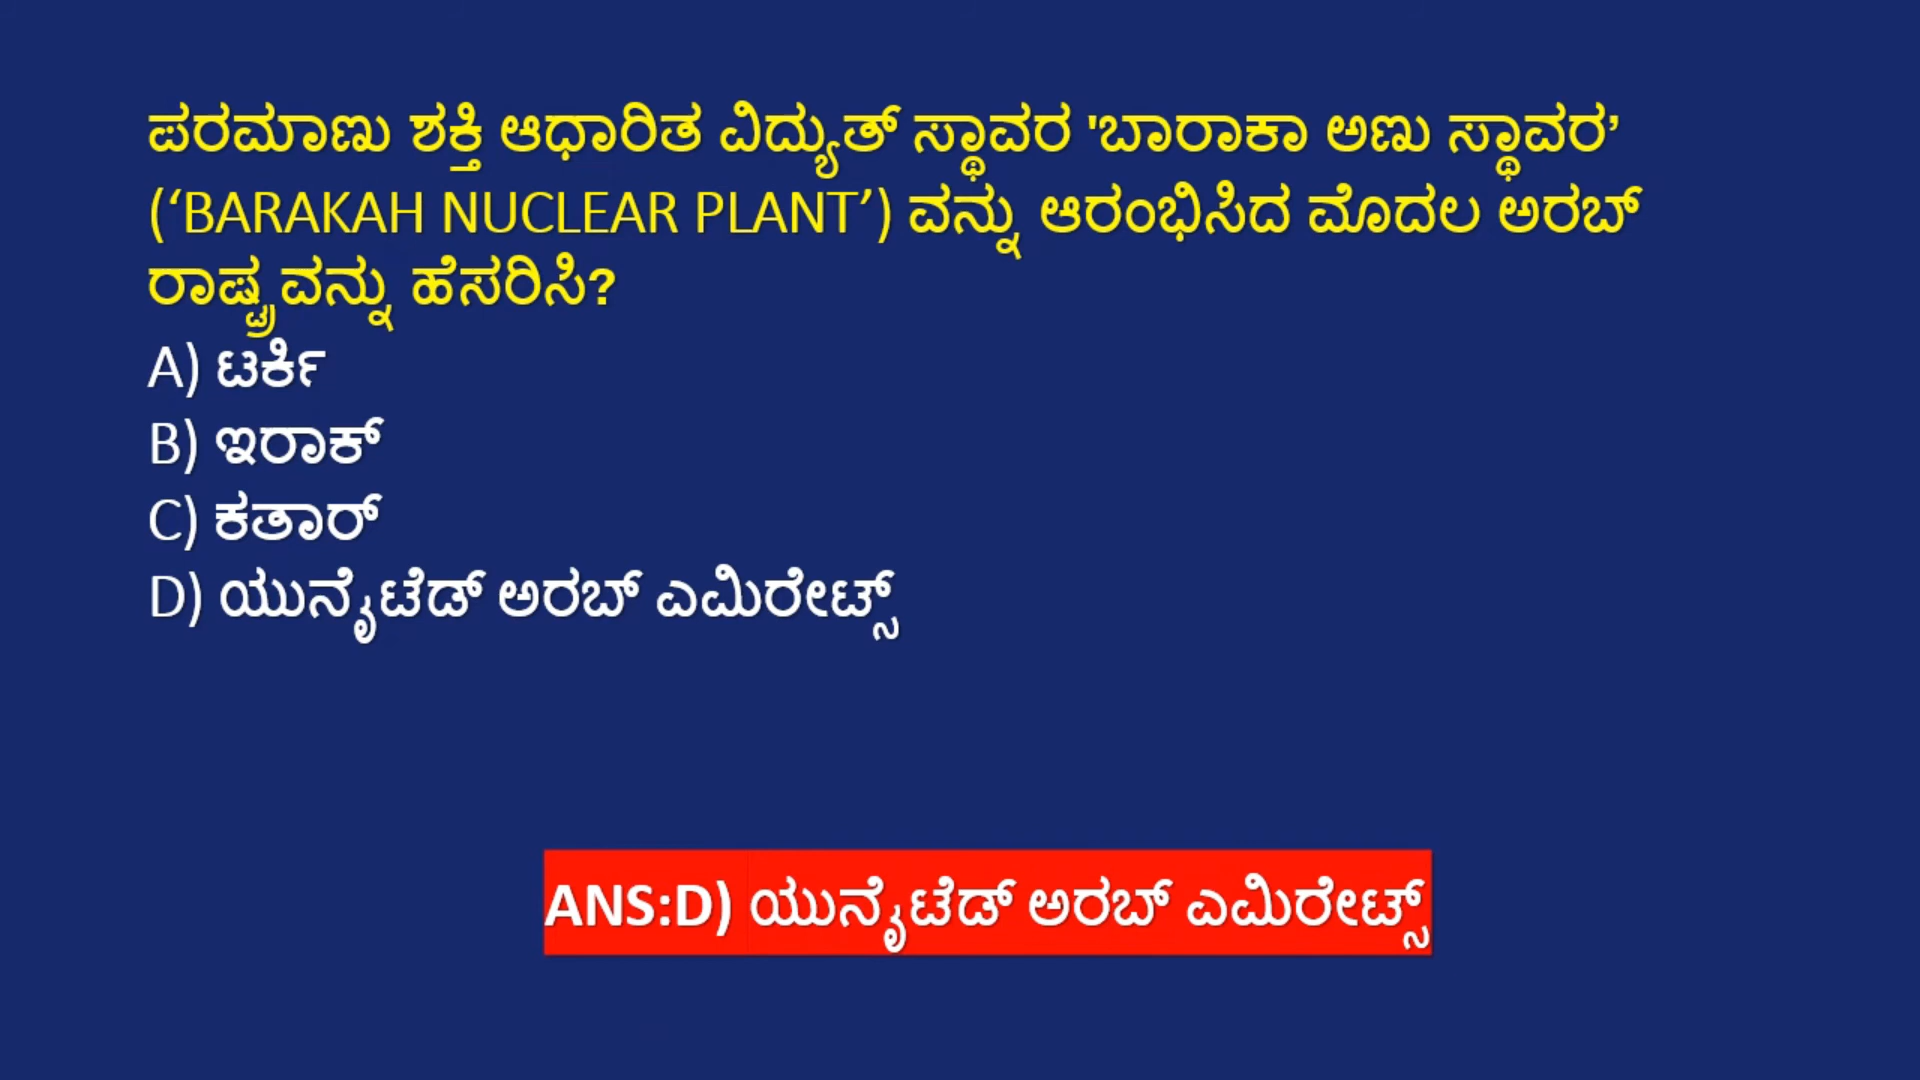 ಪರಮಾಣು ಶಕ್ತಿ ಆಧಾರಿತ ವಿದ್ಯುತ್ ಸ್ಥಾವರ 'ಬಾರಾಕಾ ಅಣು ಸ್ಥಾವರ’
(‘BARAKAH NUCLEAR PLANT’) ವನ್ನು ಆರಂಭಿಸಿದ ಮೊದಲ ಅರಬ್
ರಾಷ್ಟ್ರವನ್ನು ಹೆಸರಿಸಿ?
A) ಟರ್ಕಿ
B) ಇರಾಕ್
C) ಕತಾರ್
D) ಯುನೈಟೆಡ್ ಅರಬ್ ಎಮಿರೇಟ್ಸ್
ANS:D) ಯುನೈಟೆಡ್ ಅರಬ್ ಎಮಿರೇಟ್ಸ್